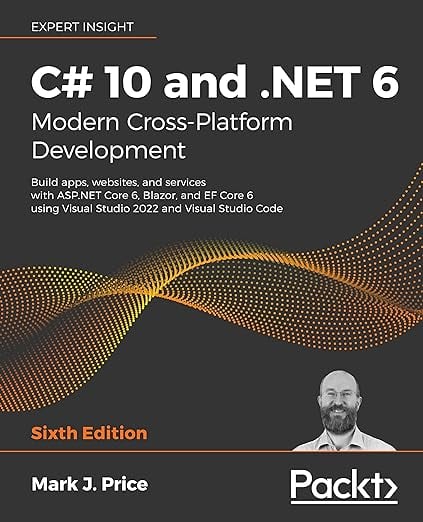 EXPERT INSIGHT
C# 10 and .NET 6
Modern Cross-Platform
Development
Build apps, websites, and services
with ASP.NET Core 6, Blazor, and EF Core 6
using Visual Studio 2022 and Visual Studio Code
Sixth Edition
Mark J. Price
Packt>